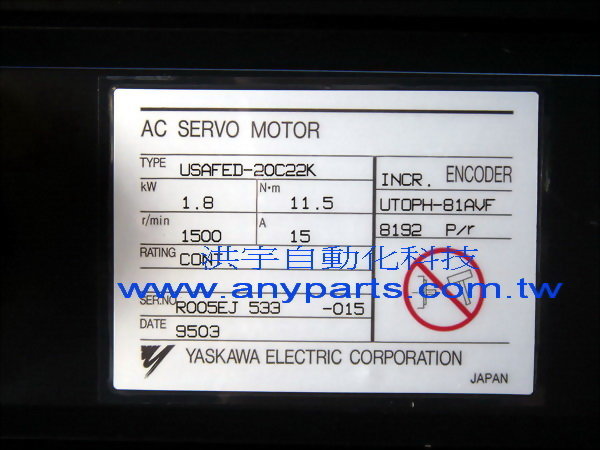 AC SERVO MOTOR
TYPE USAFED-20C22K
kW 1.8 N·m 11.5
r/min 1500 A 15
RATING CONT
SER.NO R005EJ 533 -015
DATE 9503
INCR. ENCODER
UTOPH-81AVF
8192 P/r
洪宇自動化科技
www.anyparts.com.tw
YASKAWA ELECTRIC CORPORATION
JAPAN